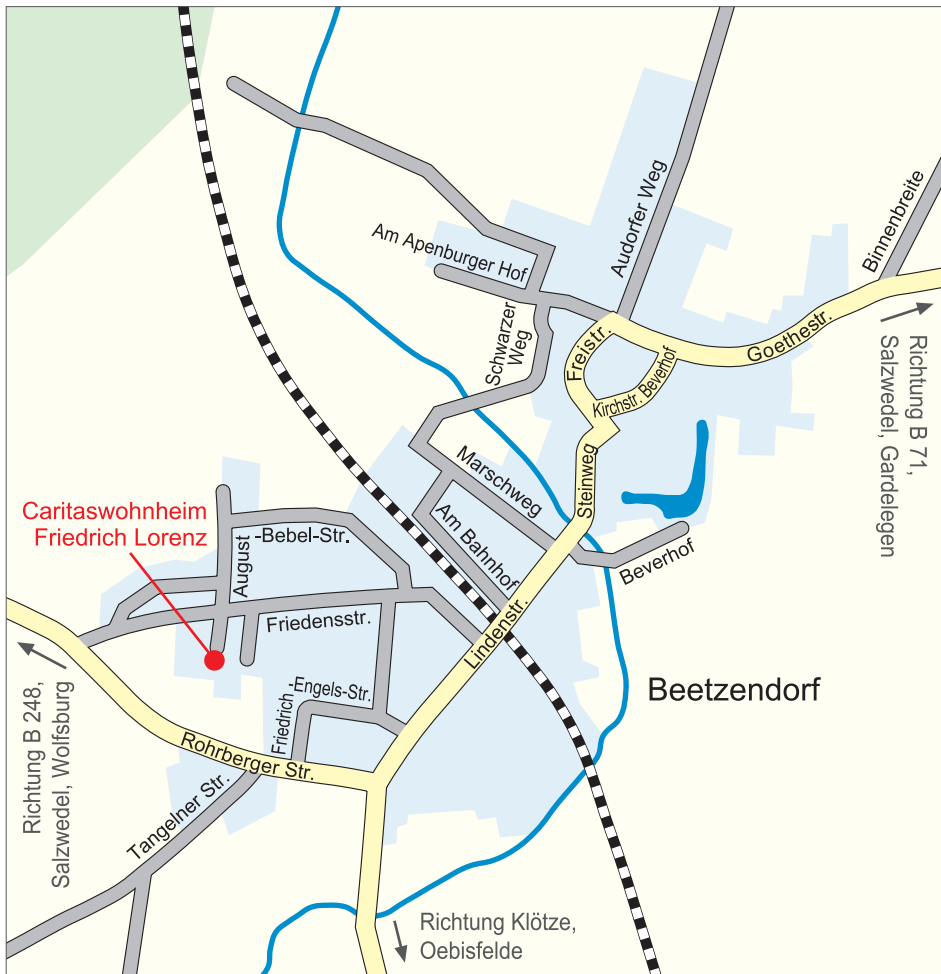 Am Apenburger Hof
Audorfer Weg
Binnenbreite
Schwarzer
Weg
Freistr.
Goethestr.
Kirchstr. Beverhof
Richtung B 71,
Salzwedel, Gardelegen
Marschweg
Steinweg
Caritaswohnheim
Friedrich Lorenz
August
-Bebel-Str.
Am Bahnhof
Beverhof
Friedensstr.
Lindenstr.
Beetzendorf
Friedrich
-Engels-Str.
Richtung B 248,
Salzwedel, Wolfsburg
Rohrberger Str.
Tangelner Str.
Richtung Klötze,
Oebisfelde